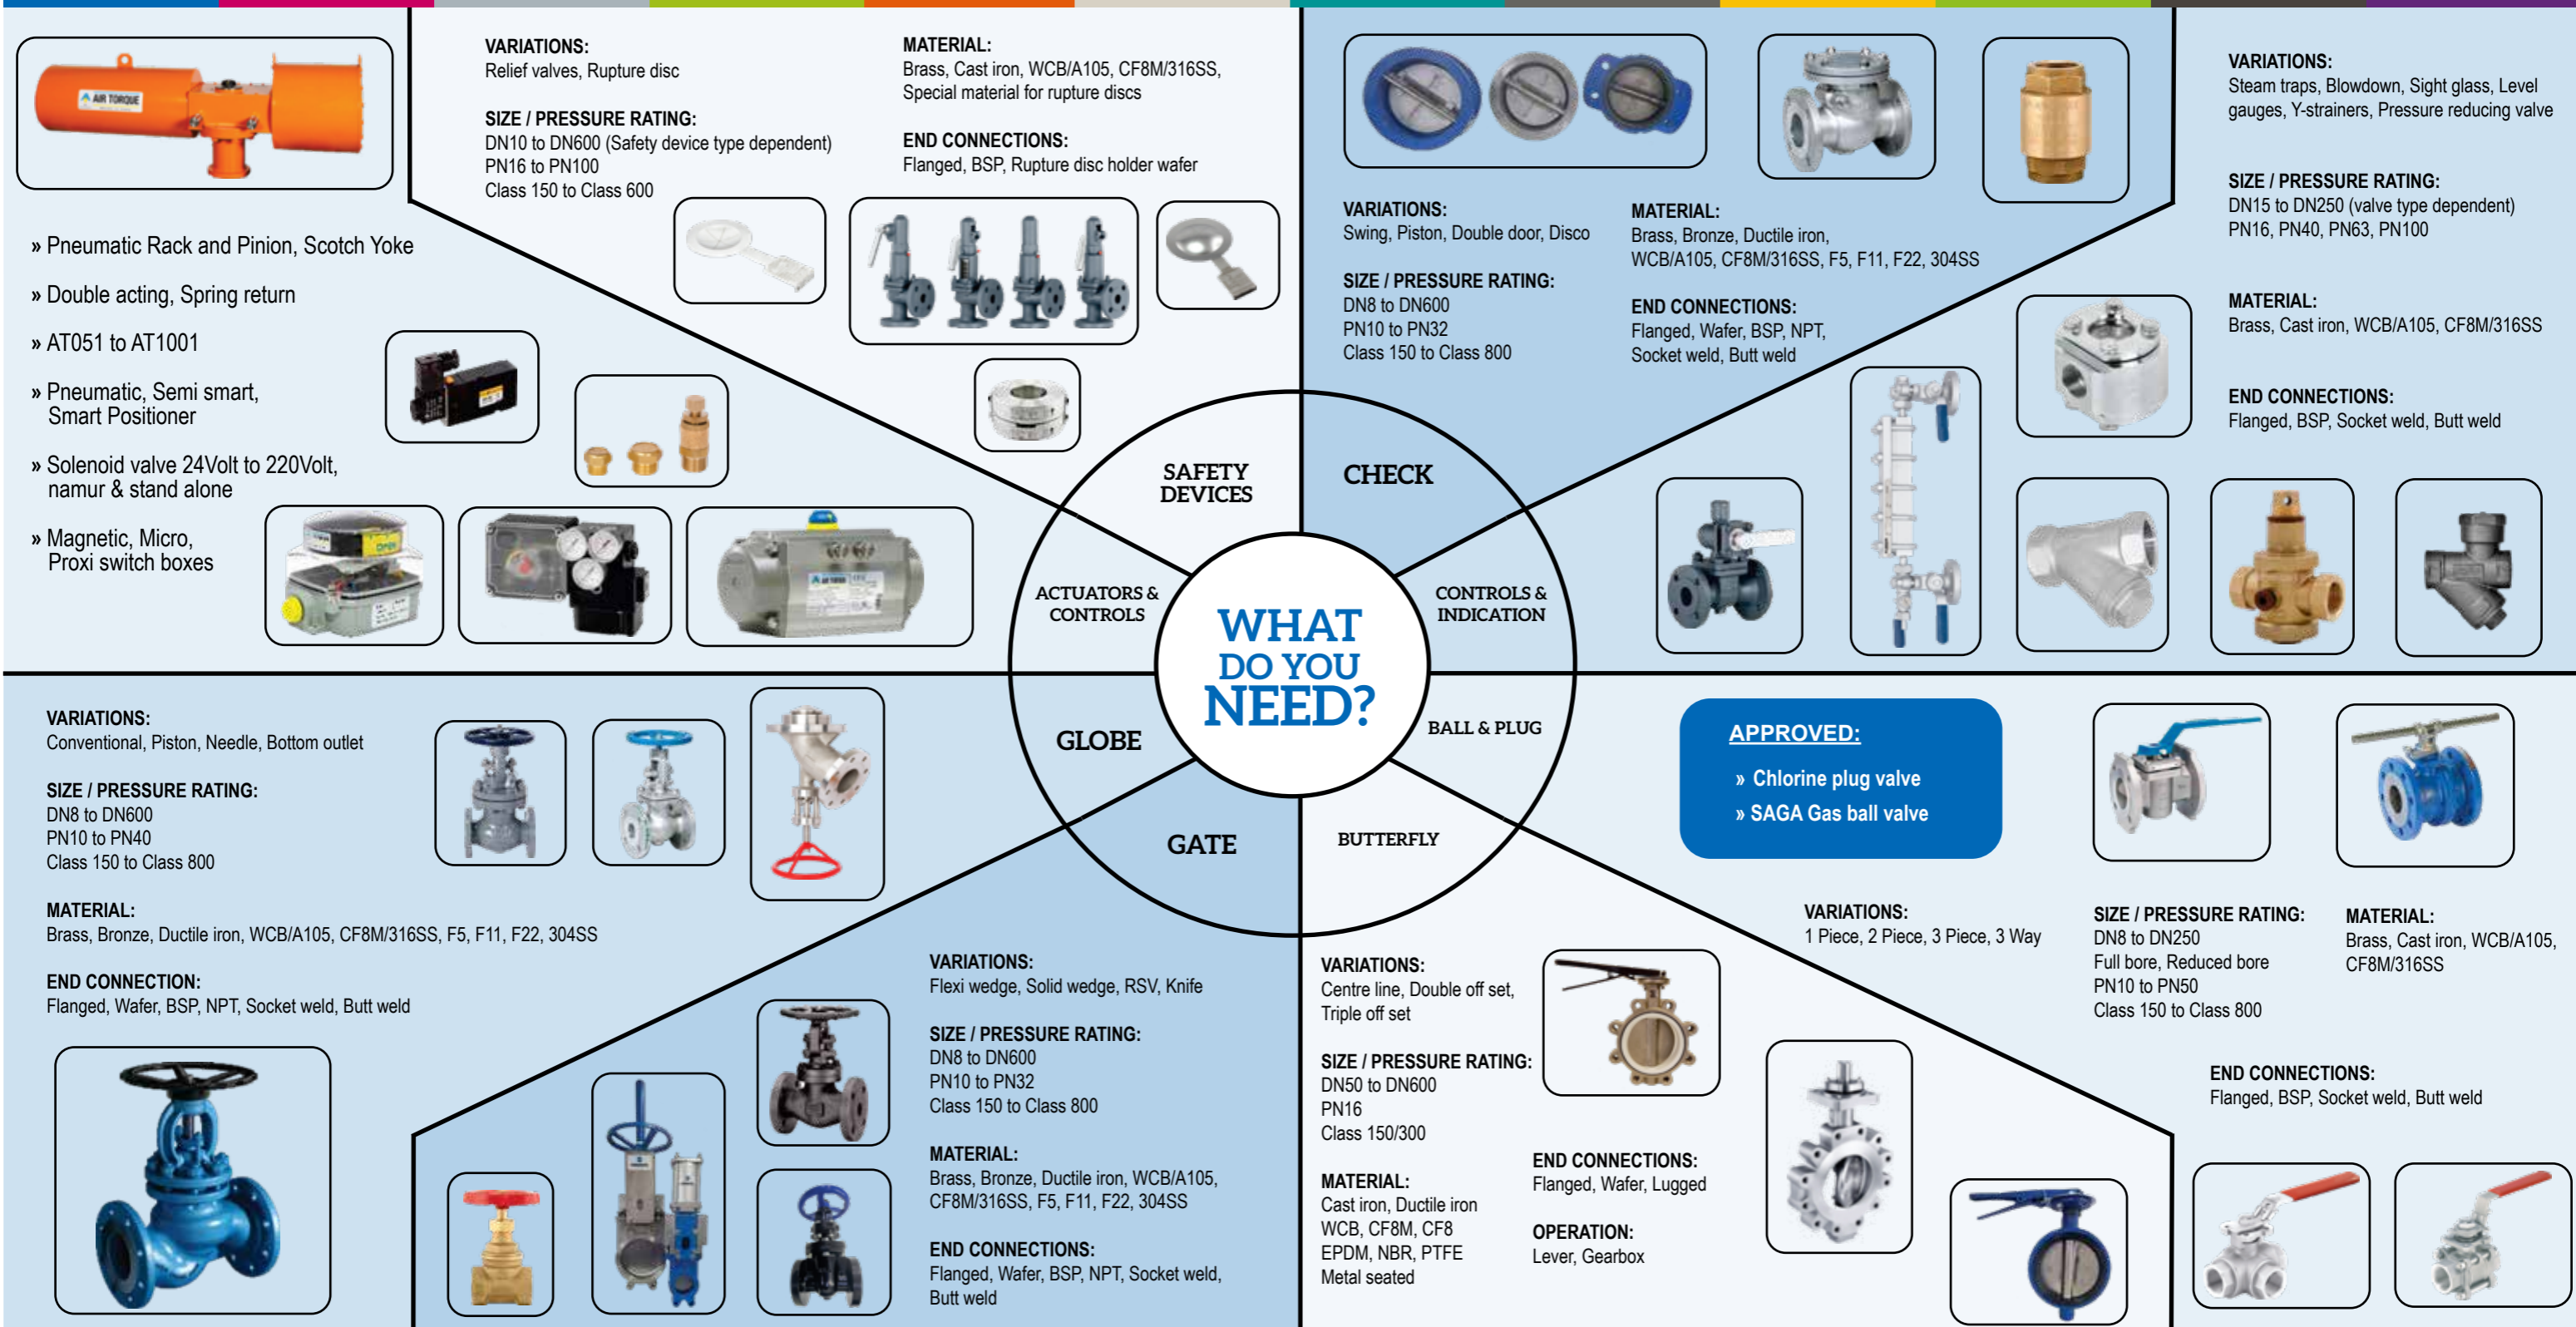 AIR TORQUE
» Pneumatic Rack and Pinion, Scotch Yoke
» Double acting, Spring return
» AT051 to AT1001
» Pneumatic, Semi smart,
Smart Positioner
» Solenoid valve 24Volt to 220Volt,
namur & stand alone
» Magnetic, Micro,
Proxi switch boxes
OPEN
AIR TORQUE
VARIATIONS:
Relief valves, Rupture disc
SIZE / PRESSURE RATING:
DN10 to DN600 (Safety device type dependent)
PN16 to PN100
Class 150 to Class 600
MATERIAL:
Brass, Cast iron, WCB/A105, CF8M/316SS,
Special material for rupture discs
END CONNECTIONS:
Flanged, BSP, Rupture disc holder wafer
VARIATIONS:
Swing, Piston, Double door, Disco
SIZE / PRESSURE RATING:
DN8 to DN600
PN10 to PN32
Class 150 to Class 800
MATERIAL:
Brass, Bronze, Ductile iron,
WCB/A105, CF8M/316SS, F5, F11, F22, 304SS
END CONNECTIONS:
Flanged, Wafer, BSP, NPT,
Socket weld, Butt weld
VARIATIONS:
Steam traps, Blowdown, Sight glass, Level
gauges, Y-strainers, Pressure reducing valve
SIZE / PRESSURE RATING:
DN15 to DN250 (valve type dependent)
PN16, PN40, PN63, PN100
MATERIAL:
Brass, Cast iron, WCB/A105, CF8M/316SS
END CONNECTIONS:
Flanged, BSP, Socket weld, Butt weld
SAFETY
DEVICES
CHECK
ACTUATORS &
CONTROLS
CONTROLS &
INDICATION
WHAT
DO YOU
NEED?
GLOBE
BALL & PLUG
GATE
BUTTERFLY
VARIATIONS:
Conventional, Piston, Needle, Bottom outlet
SIZE / PRESSURE RATING:
DN8 to DN600
PN10 to PN40
Class 150 to Class 800
MATERIAL:
Brass, Bronze, Ductile iron, WCB/A105, CF8M/316SS, F5, F11, F22, 304SS
END CONNECTION:
Flanged, Wafer, BSP, NPT, Socket weld, Butt weld
VARIATIONS:
Flexi wedge, Solid wedge, RSV, Knife
SIZE / PRESSURE RATING:
DN8 to DN600
PN10 to PN32
Class 150 to Class 800
MATERIAL:
Brass, Bronze, Ductile iron, WCB/A105,
CF8M/316SS, F5, F11, F22, 304SS
END CONNECTIONS:
Flanged, Wafer, BSP, NPT, Socket weld,
Butt weld
VARIATIONS:
Centre line, Double off set,
Triple off set
SIZE / PRESSURE RATING:
DN50 to DN600
PN16
Class 150/300
MATERIAL:
Cast iron, Ductile iron
WCB, CF8M, CF8
EPDM, NBR, PTFE
Metal seated
END CONNECTIONS:
Flanged, Wafer, Lugged
OPERATION:
Lever, Gearbox
APPROVED:
» Chlorine plug valve
» SAGA Gas ball valve
VARIATIONS:
1 Piece, 2 Piece, 3 Piece, 3 Way
SIZE / PRESSURE RATING:
DN8 to DN250
Full bore, Reduced bore
PN10 to PN50
Class 150 to Class 800
MATERIAL:
Brass, Cast iron, WCB/A105,
CF8M/316SS
END CONNECTIONS:
Flanged, BSP, Socket weld, Butt weld